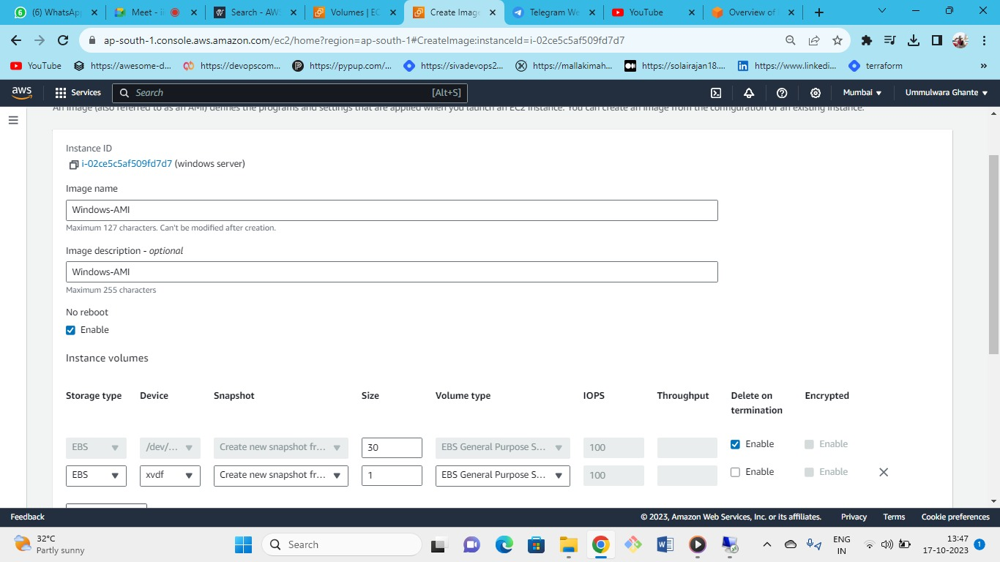 6 (6) WhatsAp
Meet - ii
Search - AW
Volumes | EC
Create Image
Telegram We
YouTube
Overview of
ap-south-1.console.aws.amazon.com/ec2/home?region=ap-south-1#CreateImage:instanceId=i-02ce5c5af509fd7d7
YouTube
https://awesome-d...
https://devopscom...
https://pypup.com/...
https://sivadevops2...
https://mallakimah...
https://solairajan18....
https://www.linkedi...
terraform
aws
Services
Search [Alt+S]
Mumbai
Ummulwara Ghante
An image (also referred to as an AMI) defines the programs and settings that are applied when you launch an EC2 instance. You can create an image from the configuration of an existing instance.
Instance ID
i-02ce5c5af509fd7d7 (windows server)
Image name
Windows-AMI
Maximum 127 characters. Can't be modified after creation.
Image description - optional
Windows-AMI
Maximum 255 characters
No reboot
Enable
Instance volumes
Storage type Device Snapshot Size Volume type IOPS Throughput Delete on termination Encrypted
EBS /dev/... Create new snapshot fr... 30 EBS General Purpose S... 100 Enable Enable
EBS xvdf Create new snapshot fr... 1 EBS General Purpose S... 100 Enable Enable
Feedback
© 2023, Amazon Web Services, Inc. or its affiliates.
Privacy
Terms
Cookie preferences
32°C
Partly sunny
Search
ENG
IN
13:47
17-10-2023
1